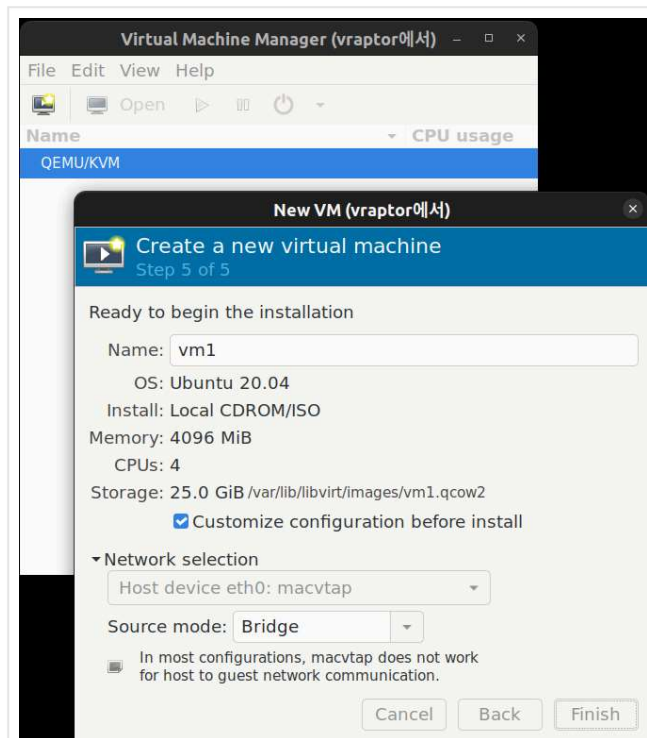 Virtual Machine Manager (vraptor에서)
File Edit View Help
Open
Name CPU usage
QEMU/KVM
New VM (vraptor에서)
Create a new virtual machine
Step 5 of 5
Ready to begin the installation
Name: vm1
OS: Ubuntu 20.04
Install: Local CDROM/ISO
Memory: 4096 MiB
CPUs: 4
Storage: 25.0 GiB /var/lib/libvirt/images/vm1.qcow2
Customize configuration before install
Network selection
Host device eth0: macvtap
Source mode: Bridge
In most configurations, macvtap does not work
for host to guest network communication.
Cancel Back Finish